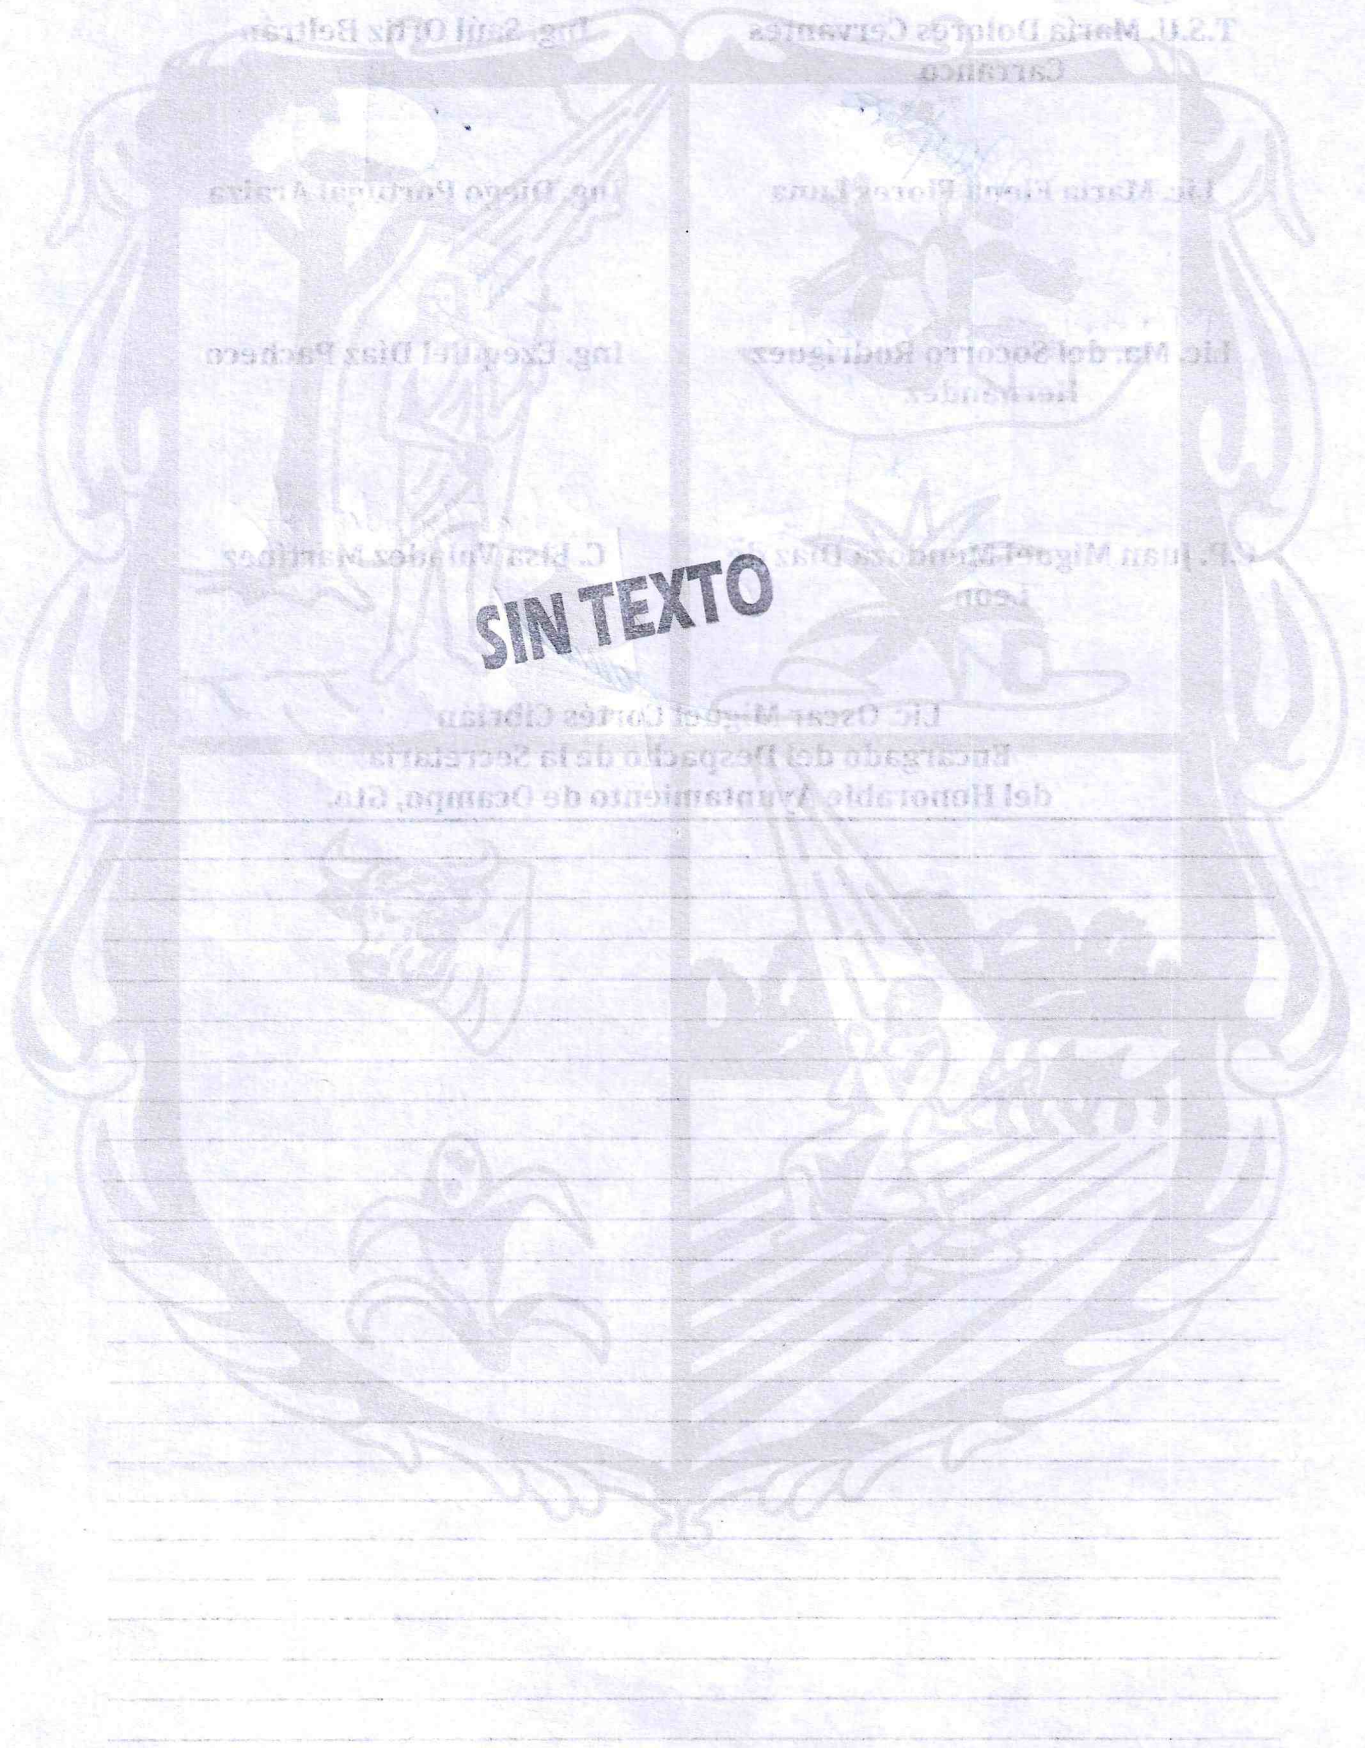 T.S.U. María Dolores Cervantes Carranco
Ing. Saúl Ortiz Beltrán
Lic. María Elena Flores Luna
Ing. Diego Portugal Araiza
Lic. Ma. del Socorro Rodríguez Hernández
Ing. Ezequiel Díaz Pacheco
C.P. Juan Miguel Mendoza Díaz
León
C. Elsa Martínez
SIN TEXTO
Lic. Oscar Miguel Cortés Cibrián
Encargado del Despacho de la Secretaría
del Honorable Ayuntamiento de Ocampo, Gto.